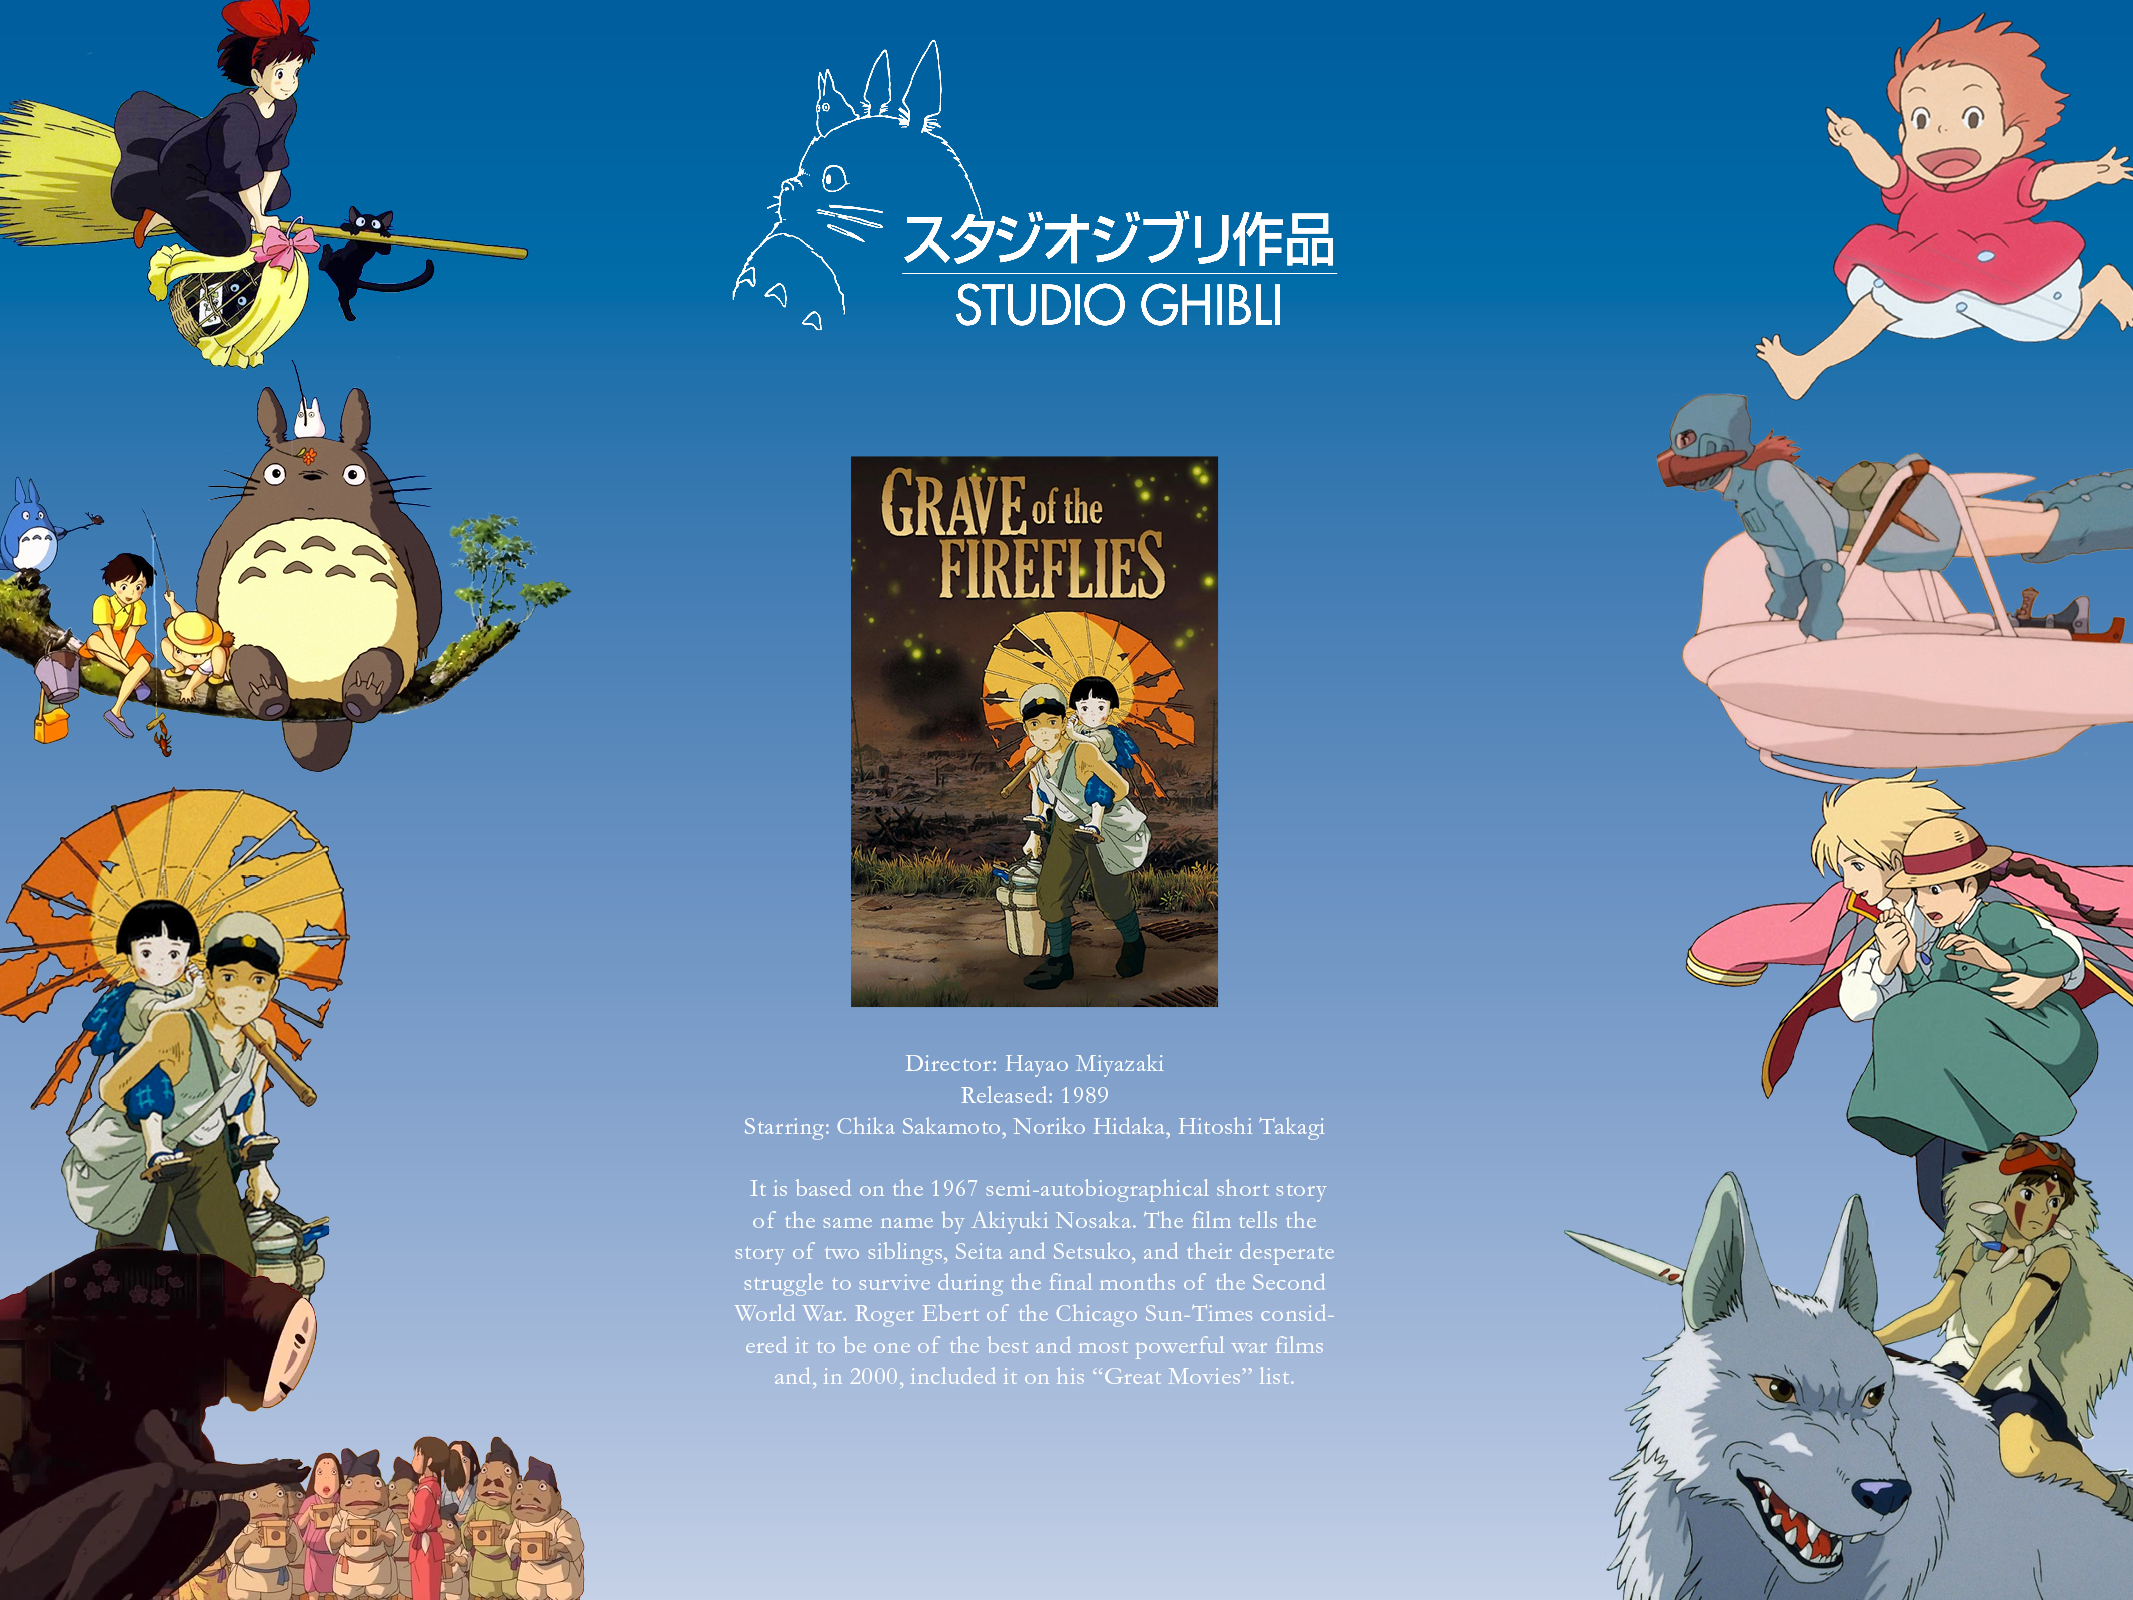 スタジオジブリ作品
STUDIO GHIBLI
GRAVE of the
FIREFLIES
Director: Hayao Miyazaki
Released: 1989
Starring: Chika Sakamoto, Noriko Hidaka, Hitoshi Takagi
It is based on the 1967 semi-autobiographical short story
of the same name by Akiyuki Nosaka. The film tells the
story of two siblings, Seita and Setsuko, and their desperate
struggle to survive during the final months of the Second
World War. Roger Ebert of the Chicago Sun-Times consid-
ered it to be one of the best and most powerful war films
and, in 2000, included it on his “Great Movies” list.